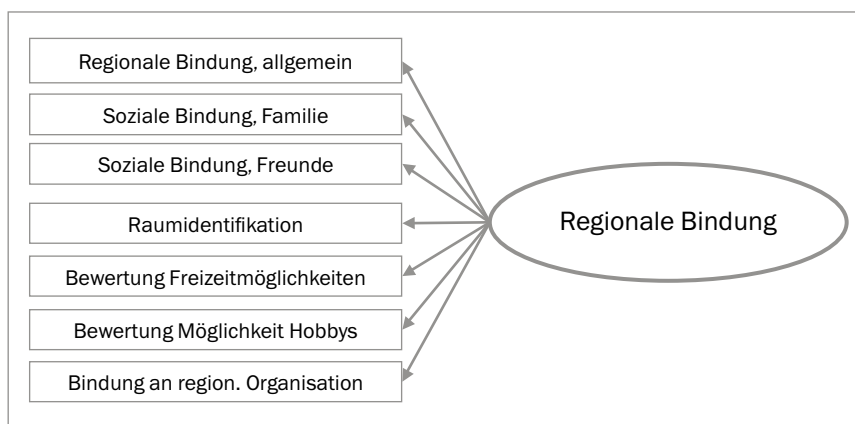 Regionale Bindung, allgemein
Soziale Bindung, Familie
Soziale Bindung, Freunde
Raumidentifikation
Bewertung Freizeitmöglichkeiten
Bewertung Möglichkeit Hobbys
Bindung an region. Organisation
Regionale Bindung